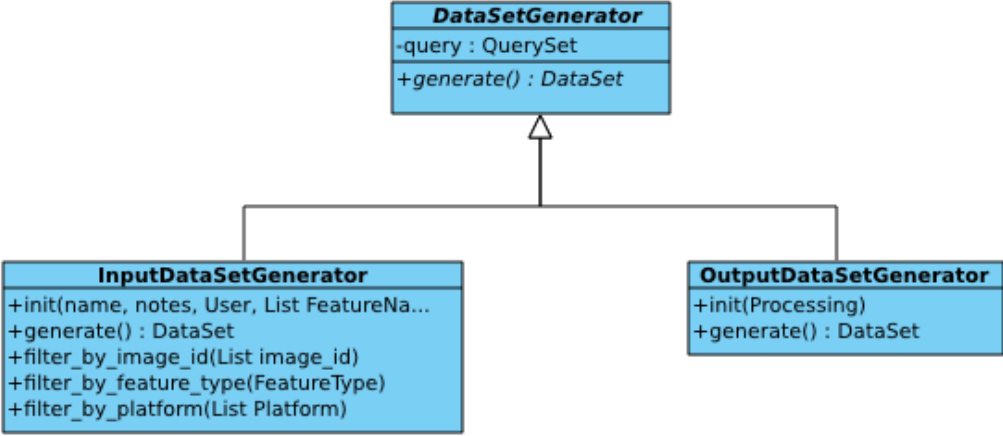 DataSetGenerator
-query : QuerySet
+generate() : DataSet
InputDataSetGenerator
+init(name, notes, User, List FeatureNa...
+generate() : DataSet
+filter_by_image_id(List image_id)
+filter_by_feature_type(FeatureType)
+filter_by_platform(List Platform)
OutputDataSetGenerator
+init(Processing)
+generate() : DataSet